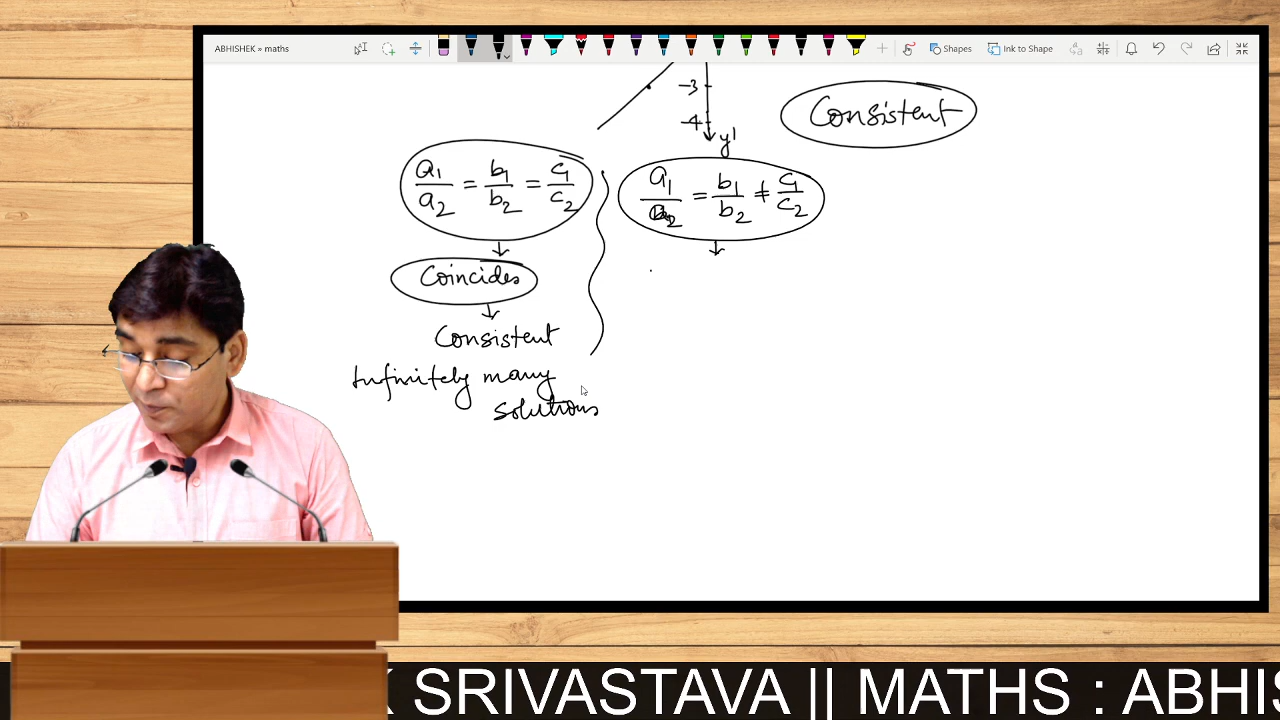 ABHISHEK » maths
Shapes
Ink to Shape
-3
-4
y'
Consistent
a1/a2 = b1/b2 = c1/c2
a1/a2 = b1/b2 ≠ c1/c2
Coincides
Consistent
Infinitely many
solutions
K SRIVASTAVA || MATHS : ABHIS